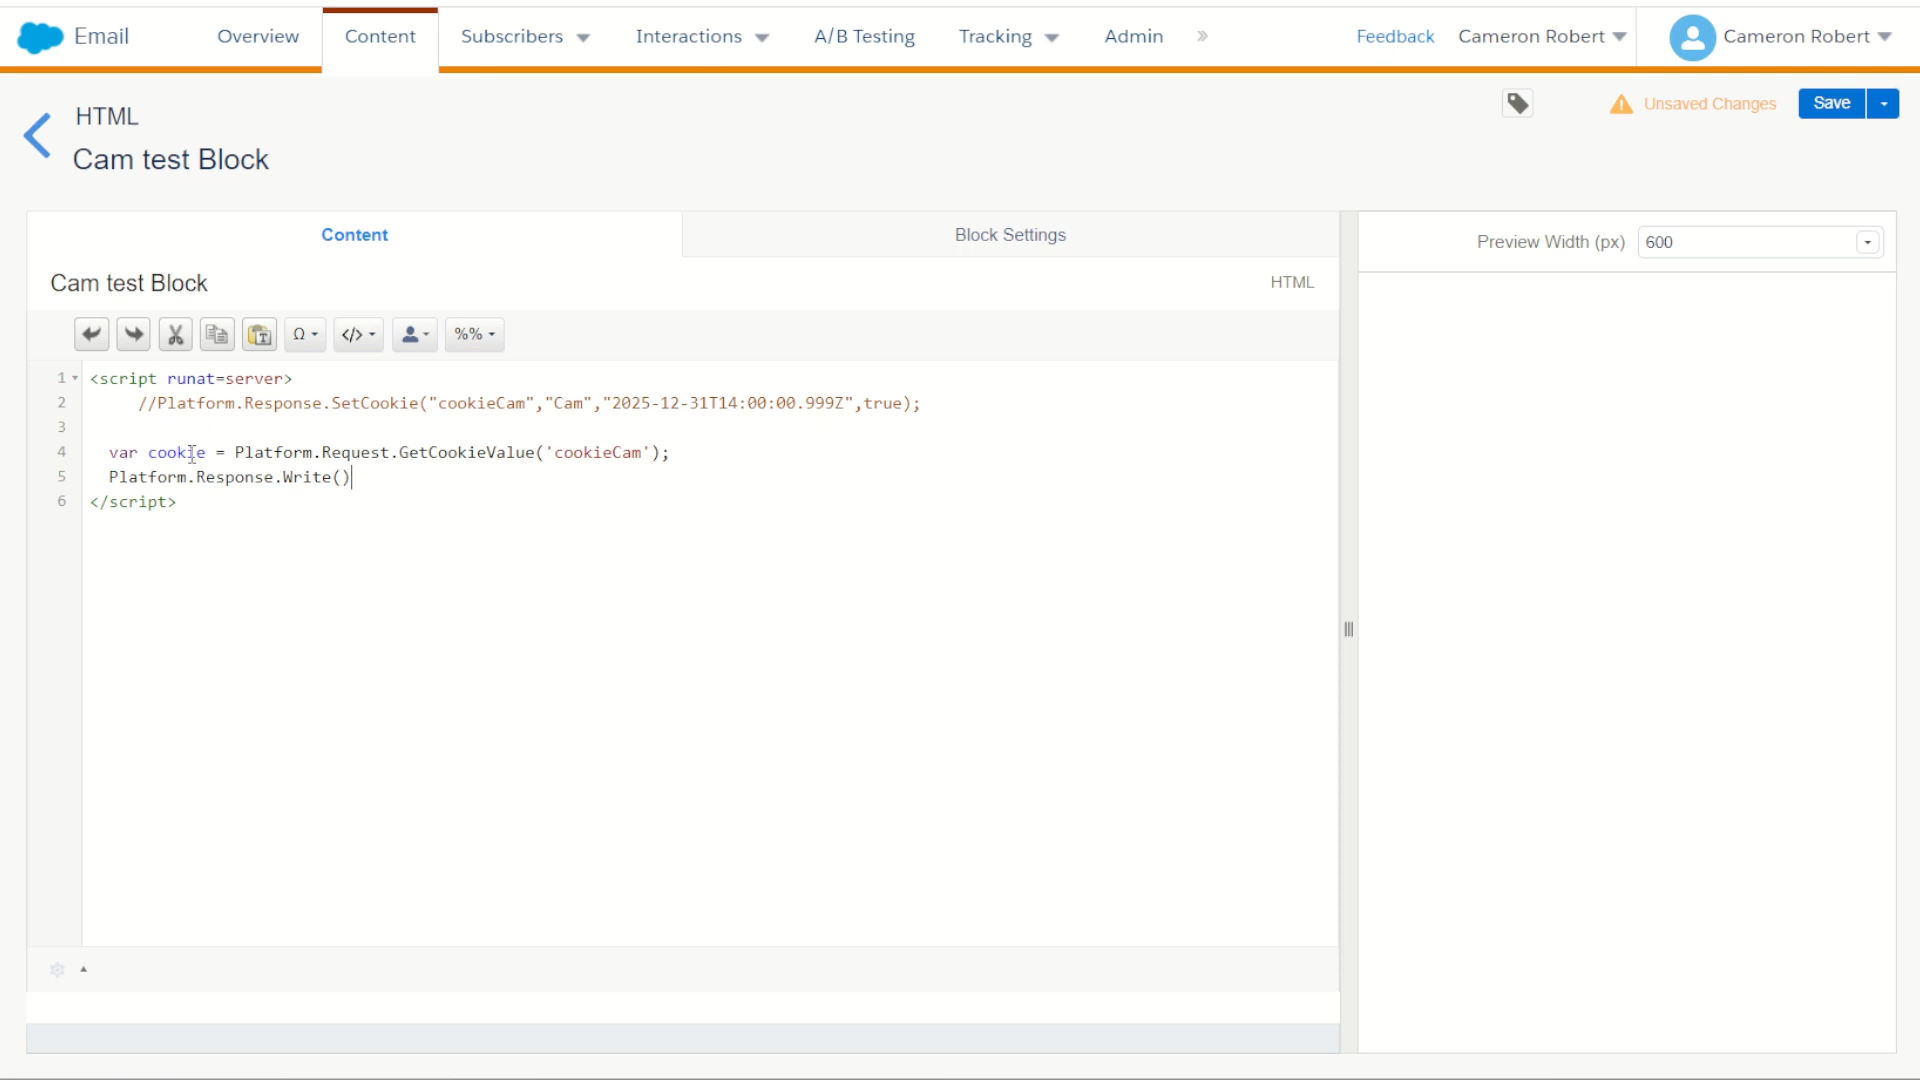 Email Overview Content Subscribers Interactions A/B Testing Tracking Admin » Feedback Cameron Robert Cameron Robert
HTML
Unsaved Changes Save
Cam test Block
Content Block Settings Preview Width (px) 600
Cam test Block HTML
Ω </> %%
1 <script runat=server>
2 //Platform.Response.SetCookie("cookieCam","Cam","2025-12-31T14:00:00.999Z",true);
3
4 var cookie = Platform.Request.GetCookieValue('cookieCam');
5 Platform.Response.Write()
6 </script>